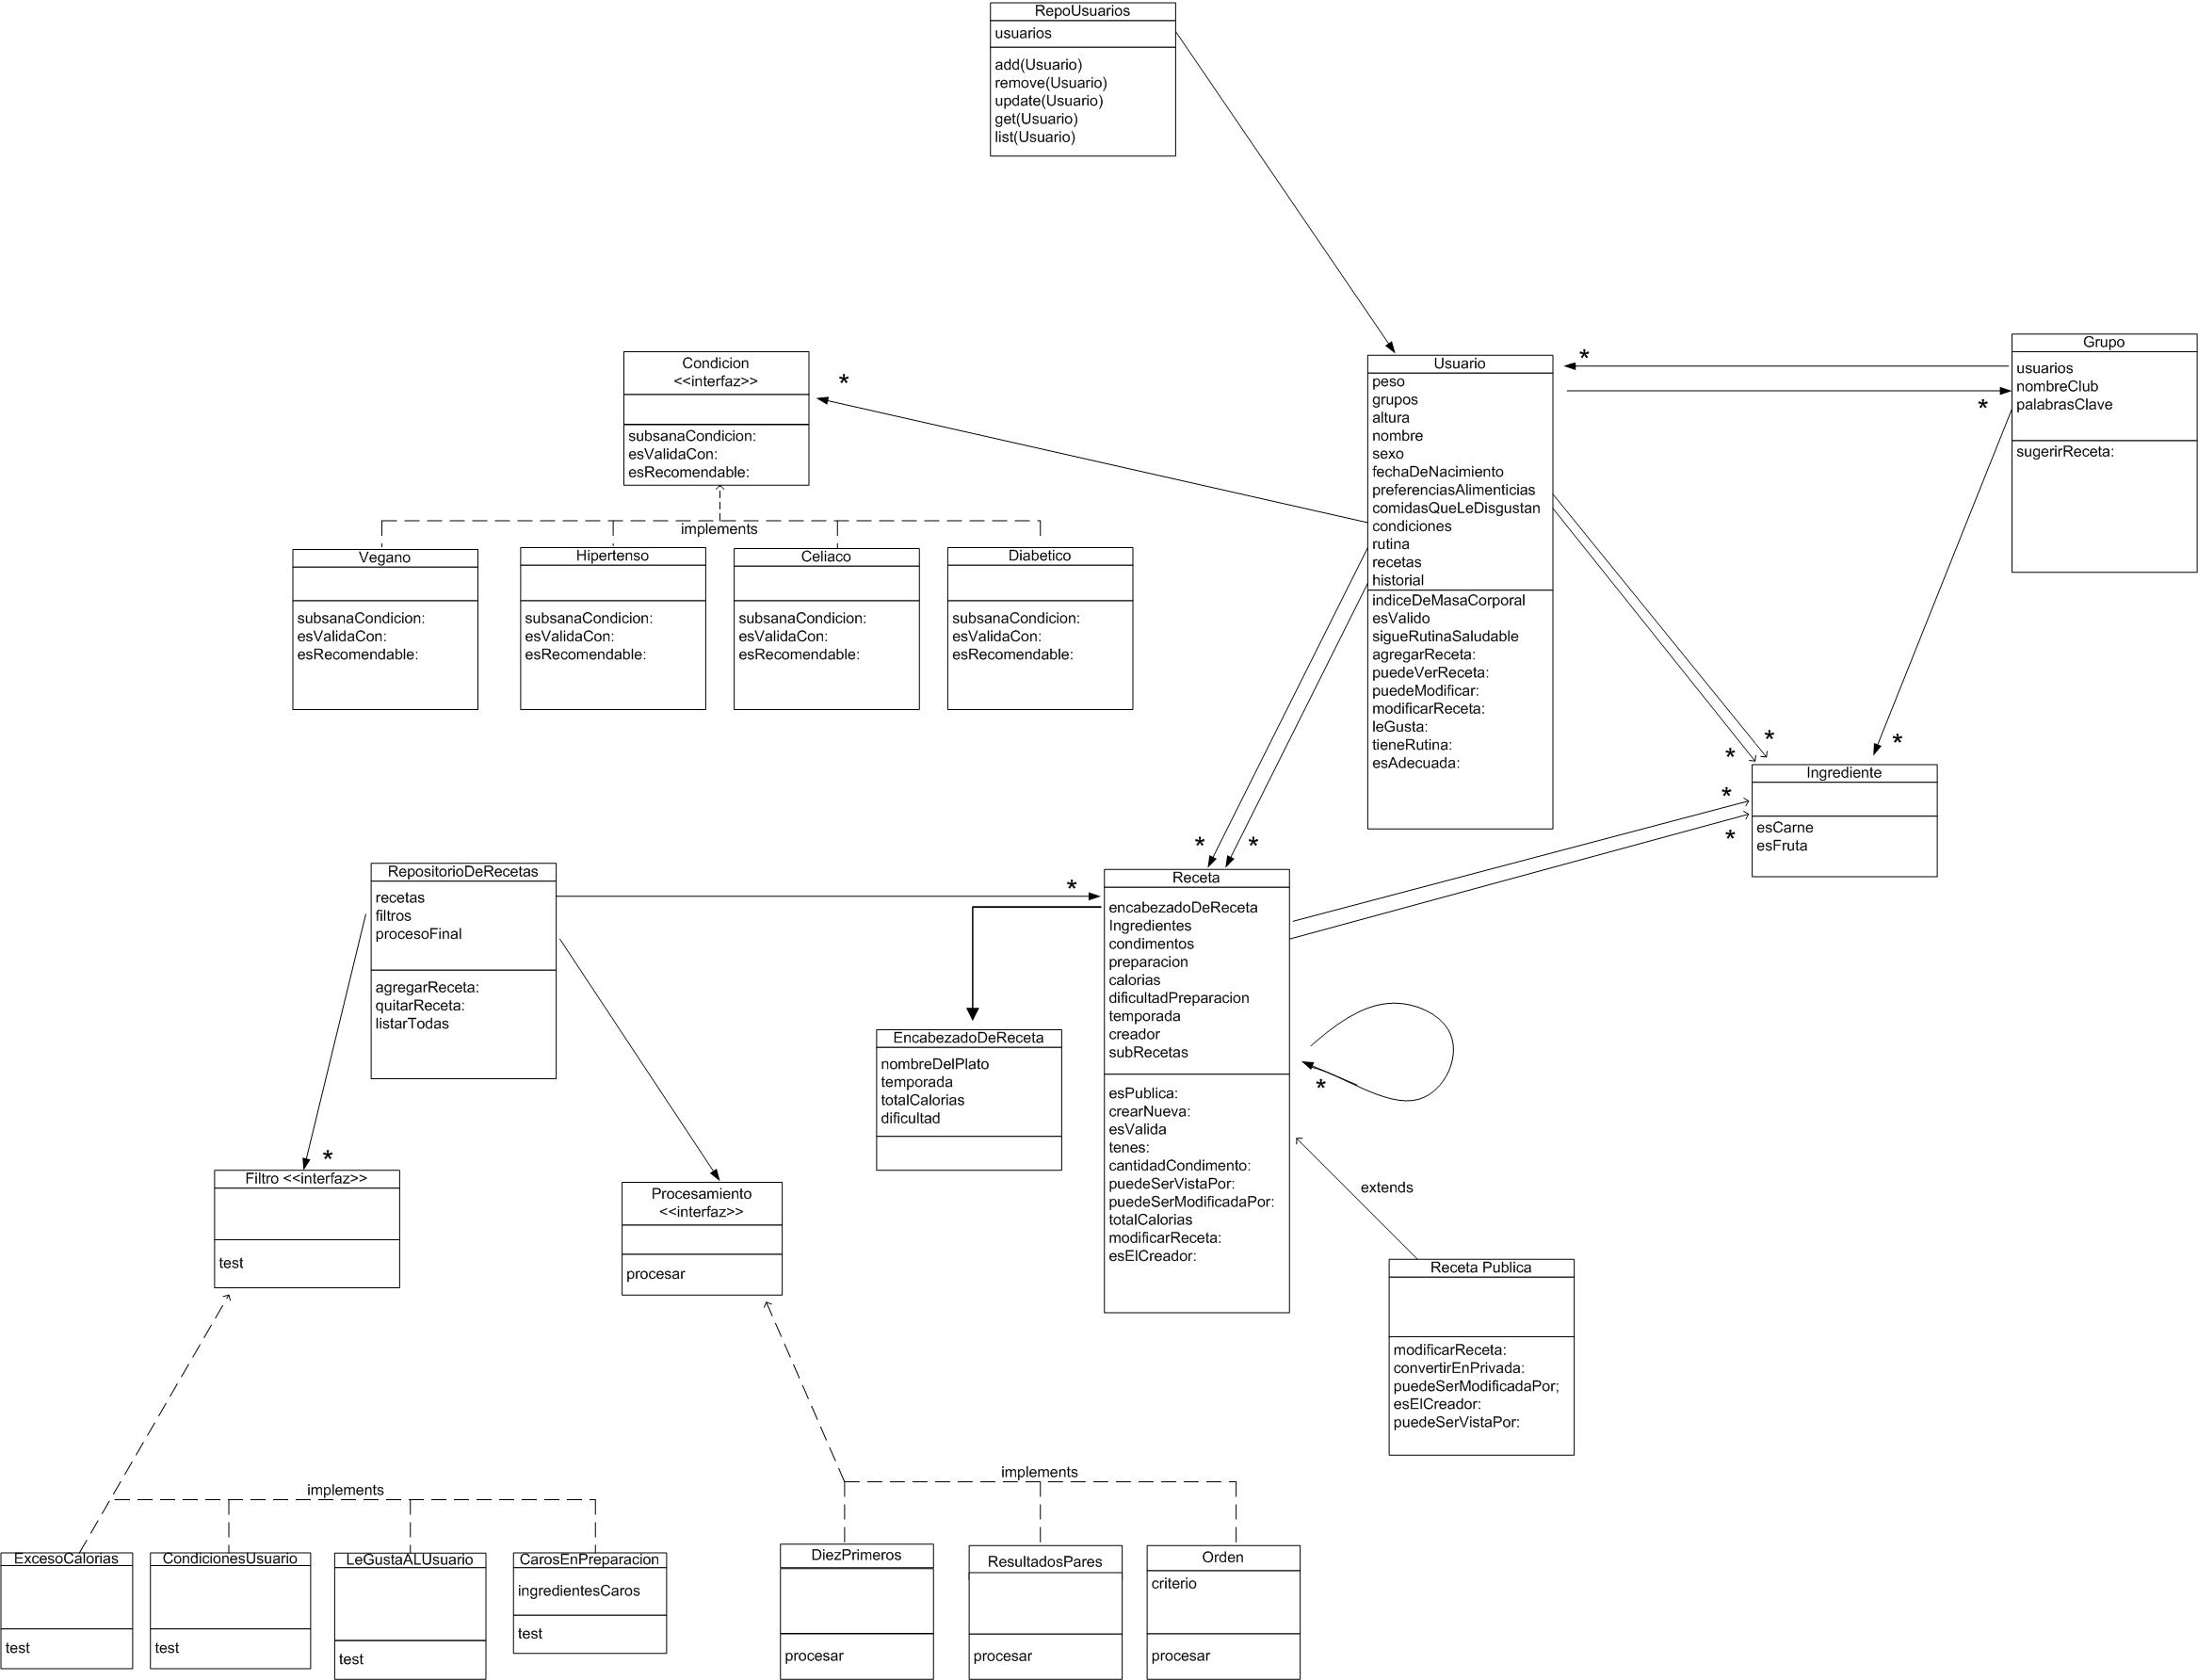 RepoUsuarios
usuarios
add(Usuario)
remove(Usuario)
update(Usuario)
get(Usuario)
list(Usuario)
Condicion
<<interfaz>>
*
subsanaCondicion:
esValidaCon:
esRecomendable:
implements
Vegano
subsanaCondicion:
esValidaCon:
esRecomendable:
Hipertenso
subsanaCondicion:
esValidaCon:
esRecomendable:
Celiaco
subsanaCondicion:
esValidaCon:
esRecomendable:
Diabetico
subsanaCondicion:
esValidaCon:
esRecomendable:
Usuario
peso
grupos
altura
nombre
sexo
fechaDeNacimiento
preferenciasAlimenticias
comidasQueLeDisgustan
condiciones
rutina
recetas
historial
indiceDeMasaCorporal
esValido
sigueRutinaSaludable
agregarReceta:
puedeVerReceta:
puedeModificar:
modificarReceta:
leGusta:
tieneRutina:
esAdecuada:
*
*
Grupo
usuarios
nombreClub
palabrasClave
sugerirReceta:
*
*
*
Ingrediente
esCarne
esFruta
*
*
*
*
RepositorioDeRecetas
recetas
filtros
procesoFinal
agregarReceta:
quitarReceta:
listarTodas
*
Receta
encabezadoDeReceta
Ingredientes
condimentos
preparacion
calorias
dificultadPreparacion
temporada
creador
subRecetas
esPublica:
crearNueva:
esValida
tenes:
cantidadCondimento:
puedeSerVistaPor:
puedeSerModificadaPor:
totalCalorias
modificarReceta:
esElCreador:
*
EncabezadoDeReceta
nombreDelPlato
temporada
totalCalorias
dificultad
extends
Receta Publica
modificarReceta:
convertirEnPrivada:
puedeSerModificadaPor;
esElCreador:
puedeSerVistaPor:
*
Filtro <<interfaz>>
test
Procesamiento
<<interfaz>>
procesar
implements
ExcesoCalorias
test
CondicionesUsuario
test
LeGustaALUsuario
test
CarosEnPreparacion
ingredientesCaros
test
implements
DiezPrimeros
procesar
ResultadosPares
procesar
Orden
criterio
procesar